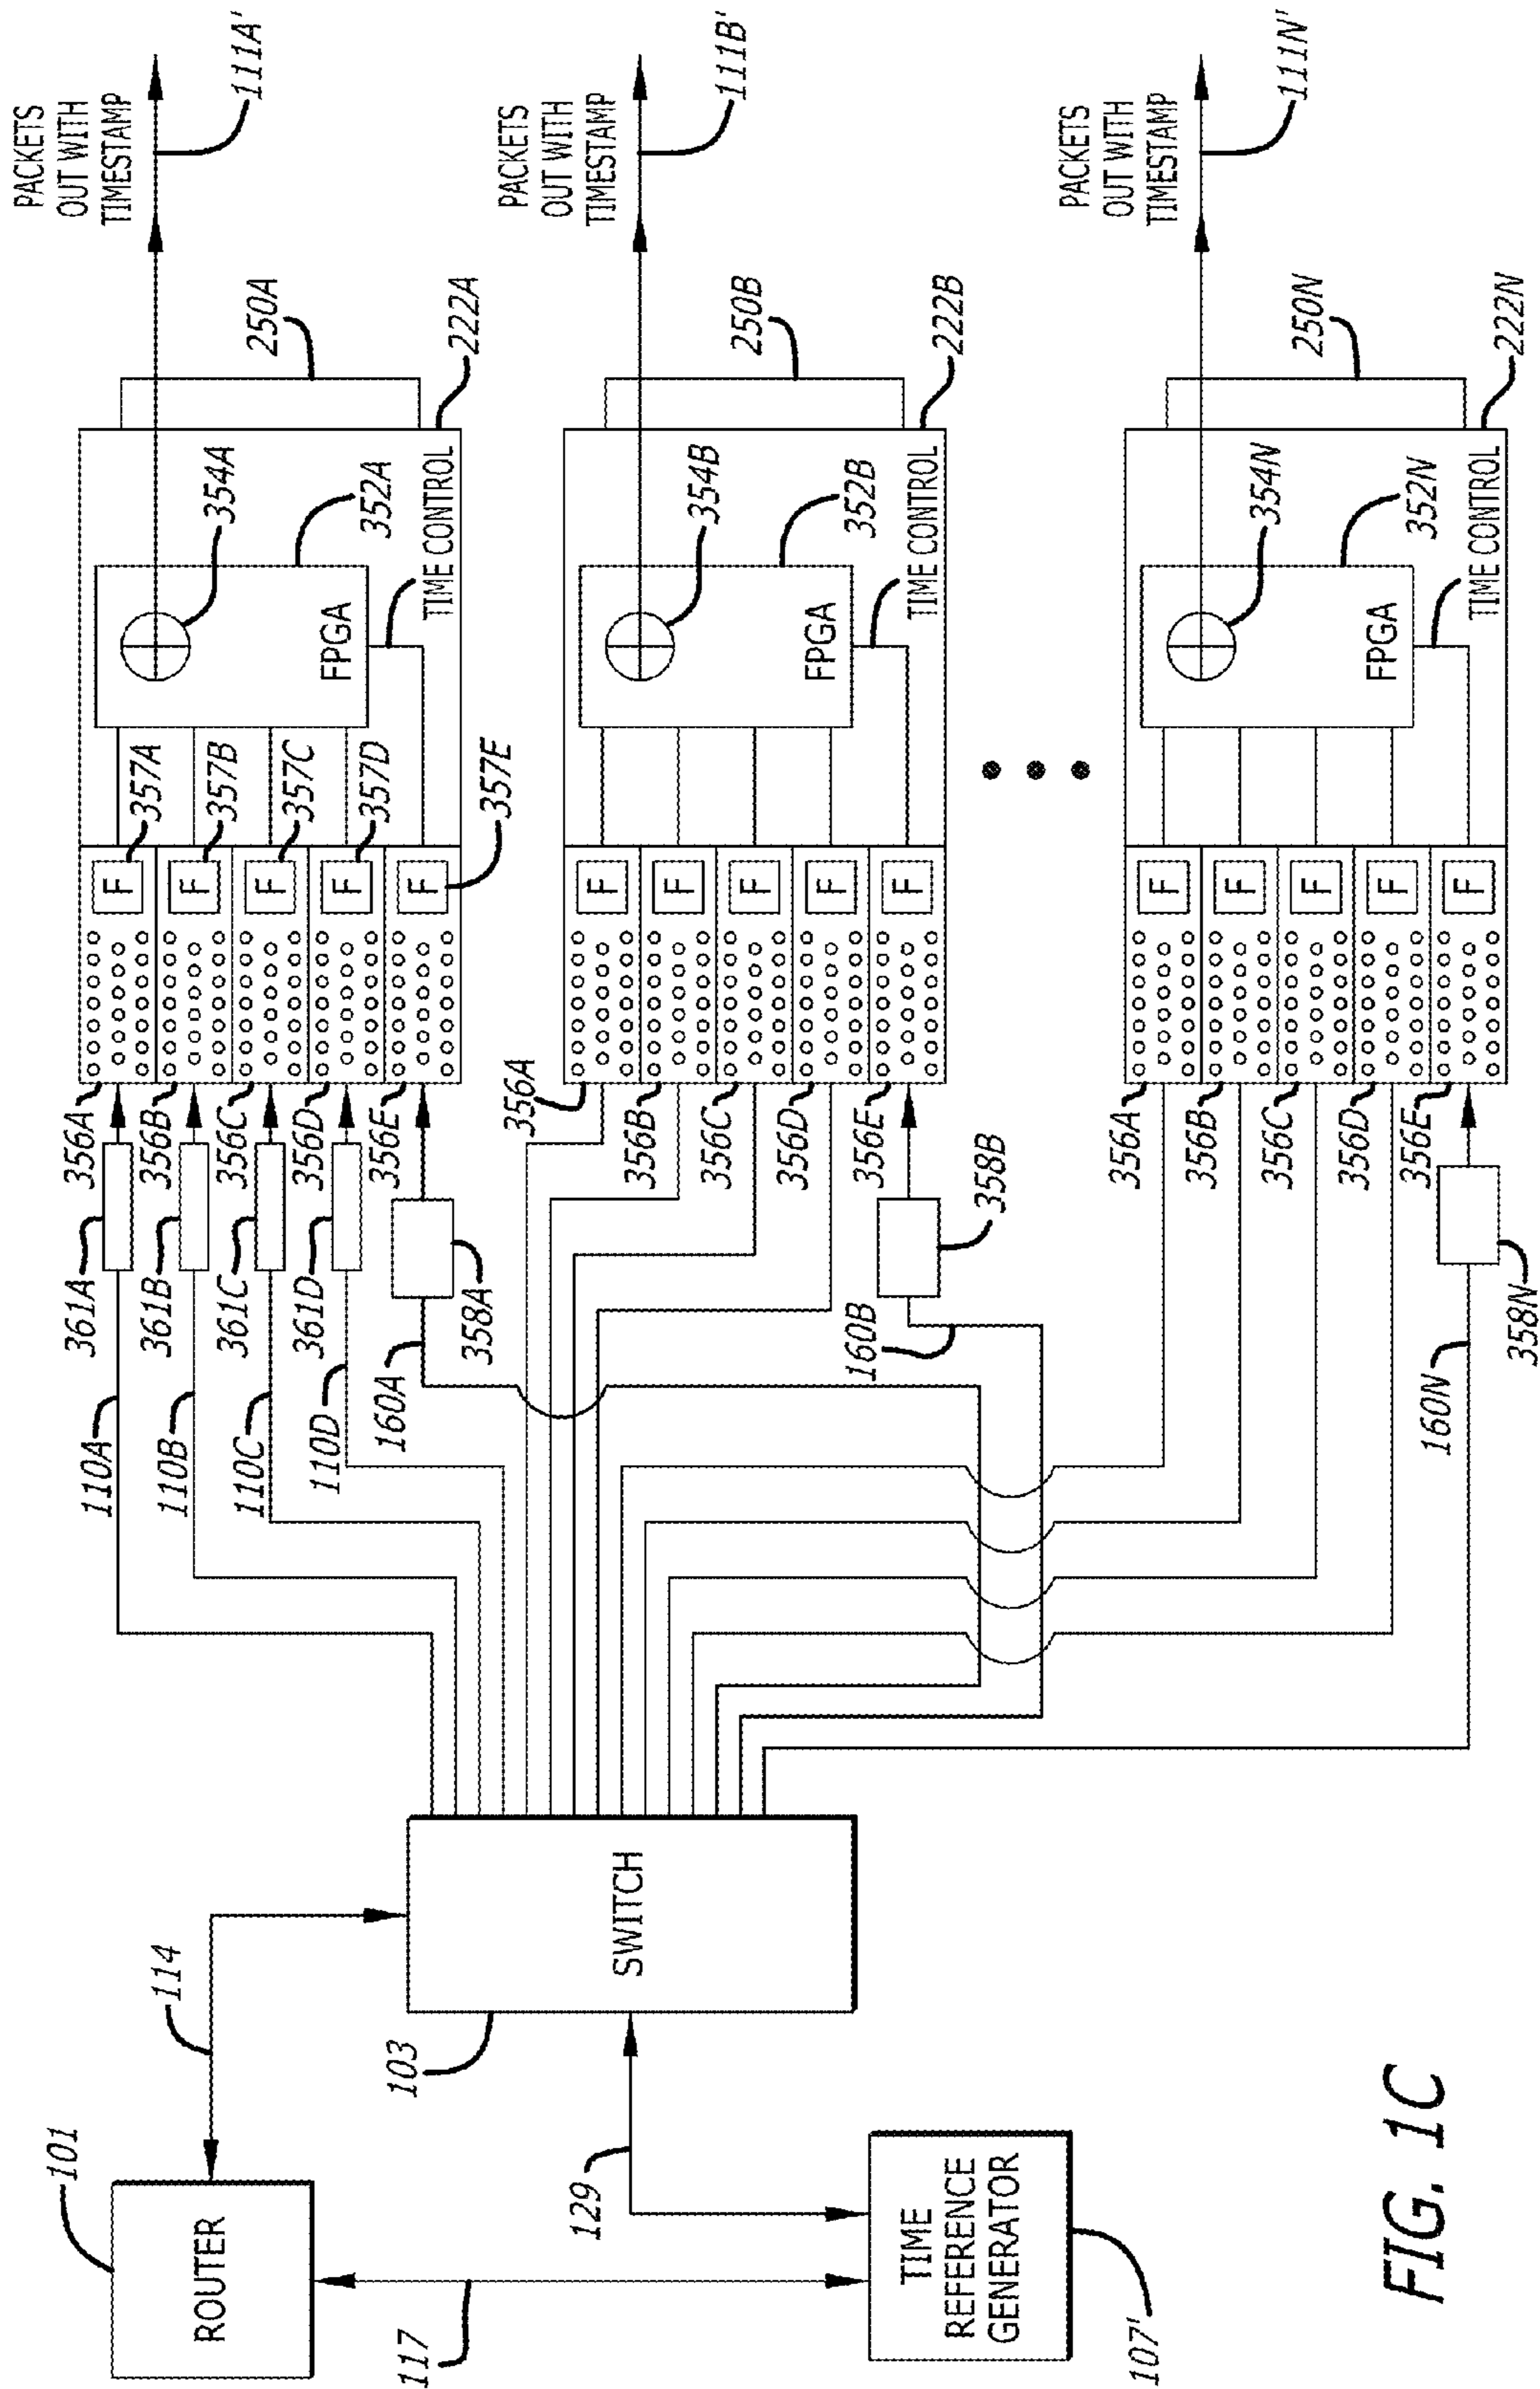 PACKETS
OUT WITH
TIMESTAMP
111A'
250A
222A
354A
352A
FPGA
TIME CONTROL
F
357A
F
357B
F
357C
F
357D
F
357E
356A
356B
356C
356D
356E
361A
361B
361C
361D
358A
110A
110B
110C
110D
160A
PACKETS
OUT WITH
TIMESTAMP
111B'
250B
222B
354B
352B
FPGA
TIME CONTROL
F
F
F
F
F
356A
356B
356C
356D
356E
358B
160B
PACKETS
OUT WITH
TIMESTAMP
111N'
250N
222N
354N
352N
FPGA
TIME CONTROL
F
F
F
F
F
356A
356B
356C
356D
356E
358N
160N
SWITCH
103
114
129
ROUTER
101
117
TIME
REFERENCE
GENERATOR
107'
FIG. 1C